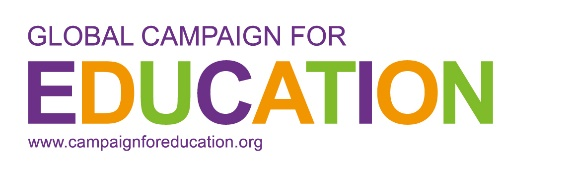 GLOBAL CAMPAIGN FOR
EDUCATION
www.campaignforeducation.org